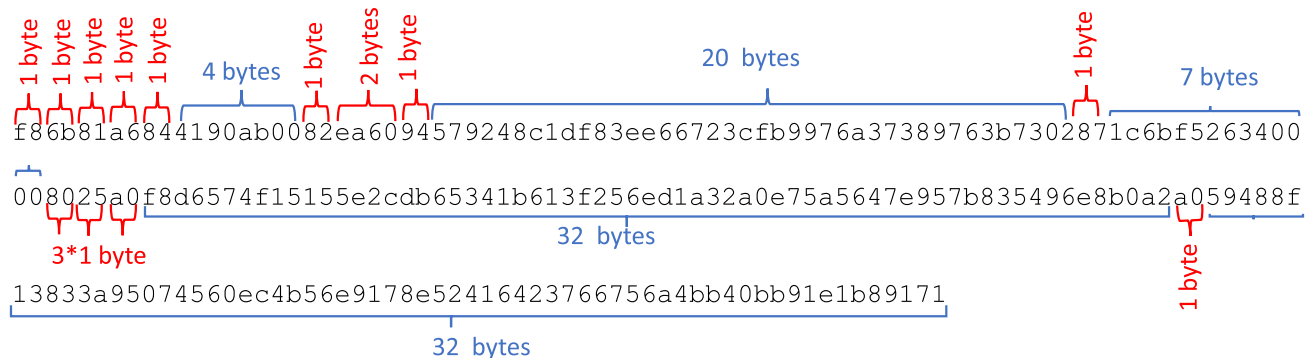 1 byte
1 byte
1 byte
1 byte
1 byte
4 bytes
1 byte
2 bytes
1 byte
20 bytes
1 byte
7 bytes
f86b81a6844190ab0082ea6094579248c1df83ee66723cfb9976a37389763b7302871c6bf5263400
008025a0f8d6574f15155e2cdb65341b613f256ed1a32a0e75a5647e957b835496e8b0a2a059488f
3*1 byte
32 bytes
1 byte
13833a95074560ec4b56e9178e52416423766756a4bb40bb91e1b89171
32 bytes